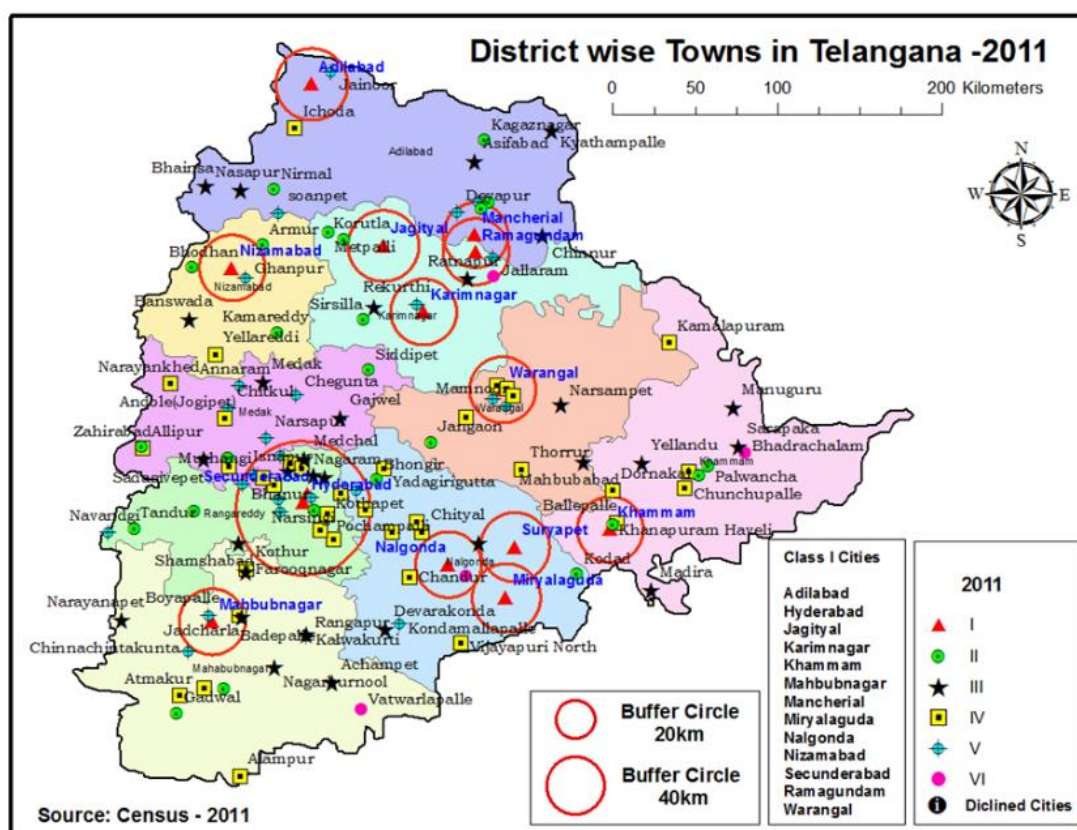 District wise Towns in Telangana -2011
0 100 200 Kilometers
N
W E
S
Adilabad
Jainoor
Ichoda
Kagaznagar
Asifabad
Kyathampalle
Adilabad
Bhainsa
Nasapur
Nirmal
soanpet
Devapur
Mancherial
Ramagundam
Korutla
Jagityal
Armur
Metpalli
Ratnapur
Chinnur
Jallaram
Bhodhan
Nizamabad
Ghanpur
Nizamabad
Rekurthi
Karimnagar
Karimnagar
Banswada
Sirsilla
Kamareddy
Yellareddi
Kamalapuram
Siddipet
Narayankhed
Annaram
Medak
Chegunta
Chitkul
Warangal
Mamnoor
Warangal
Narsampet
Manuguru
Andole(Jogipet)
Medak
Narsapur
Gajwel
Jangaon
Zahirabad
Allipur
Medchal
Sarapaka
Yellandu
Bhadrachalam
Khammam
Muthangi
Isnapur
Nagaram
Bhongir
Thorrur
Dornakal
Palwancha
Sadasivepet
Secunderabad
Hyderabad
Yadagirigutta
Mahbubabad
Chunchupalle
Bhanur
Kothapet
Ballepalle
Khammam
Navandgi
Tandur
Rangareddy
Narsingi
Pochampalli
Chityal
Suryapet
Khanapuram Haveli
Nalgonda
Nalgonda
Kothur
Shamshabad
Farooqnagar
Chandur
Miryalaguda
Kodad
Madira
Narayanapet
Boyapalle
Mahbubnagar
Devarakonda
Rangapur
Kondamallapalle
Jadcharla
Badepalle
Kalwakurti
Vijayapuri North
Chinnachintakunta
Mahabubnagar
Achampet
Nagarkurnool
Atmakur
Gadwal
Vatwarlapalle
Alampur
Buffer Circle
20km
Buffer Circle
40km
Class I Cities
Adilabad
Hyderabad
Jagityal
Karimnagar
Khammam
Mahbubnagar
Mancherial
Miryalaguda
Nalgonda
Nizamabad
Secunderabad
Ramagundam
Warangal
2011
I
II
III
IV
V
VI
Diclined Cities
Source: Census - 2011